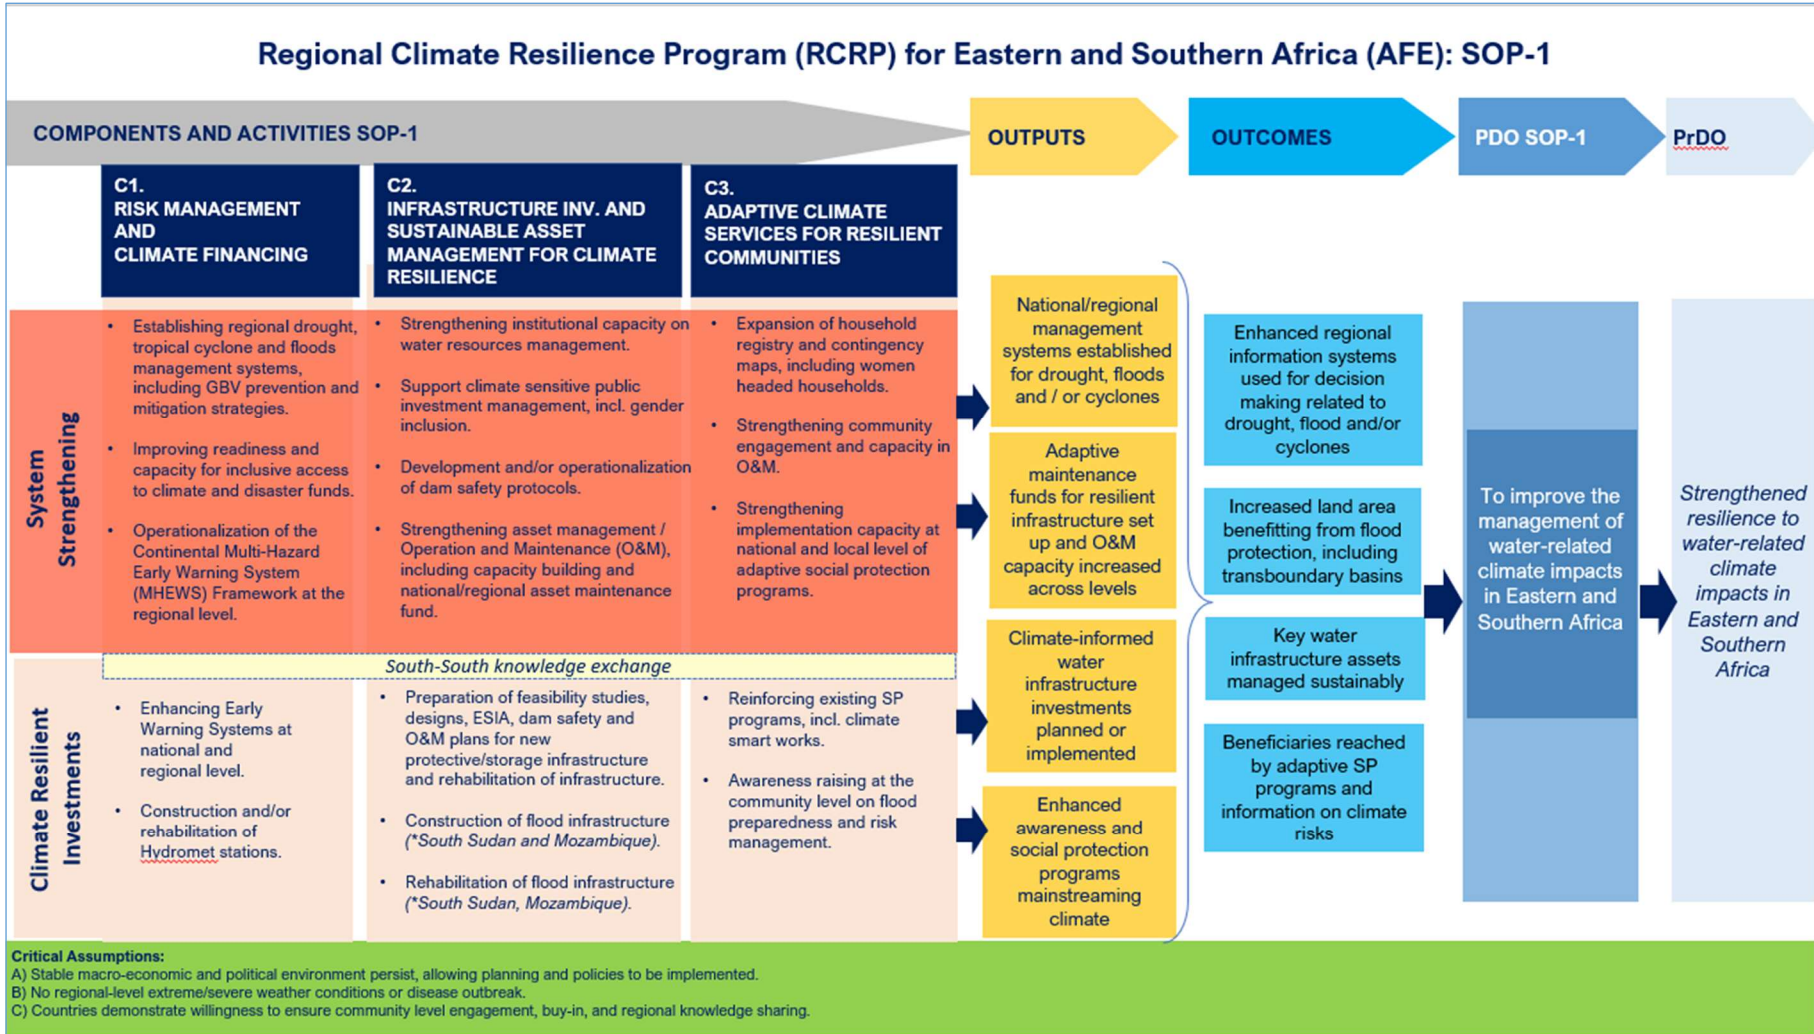 Regional Climate Resilience Program (RCRP) for Eastern and Southern Africa (AFE): SOP-1
COMPONENTS AND ACTIVITIES SOP-1
OUTPUTS
OUTCOMES
PDO SOP-1
PrDO
C1.
RISK MANAGEMENT
AND
CLIMATE FINANCING
C2.
INFRASTRUCTURE INV. AND
SUSTAINABLE ASSET
MANAGEMENT FOR CLIMATE
RESILIENCE
C3.
ADAPTIVE CLIMATE
SERVICES FOR RESILIENT
COMMUNITIES
System
Strengthening
• Establishing regional drought,
tropical cyclone and floods
management systems,
including GBV prevention and
mitigation strategies.
• Improving readiness and
capacity for inclusive access
to climate and disaster funds.
• Operationalization of the
Continental Multi-Hazard
Early Warning System
(MHEWS) Framework at the
regional level.
• Strengthening institutional capacity on
water resources management.
• Support climate sensitive public
investment management, incl. gender
inclusion.
• Development and/or operationalization
of dam safety protocols.
• Strengthening asset management /
Operation and Maintenance (O&M),
including capacity building and
national/regional asset maintenance
fund.
• Expansion of household
registry and contingency
maps, including women
headed households.
• Strengthening community
engagement and capacity in
O&M.
• Strengthening
implementation capacity at
national and local level of
adaptive social protection
programs.
South-South knowledge exchange
Climate Resilient
Investments
• Enhancing Early
Warning Systems at
national and
regional level.
• Construction and/or
rehabilitation of
Hydromet stations.
• Preparation of feasibility studies,
designs, ESIA, dam safety and
O&M plans for new
protective/storage infrastructure
and rehabilitation of infrastructure.
• Construction of flood infrastructure
(*South Sudan and Mozambique).
• Rehabilitation of flood infrastructure
(*South Sudan, Mozambique).
• Reinforcing existing SP
programs, incl. climate
smart works.
• Awareness raising at the
community level on flood
preparedness and risk
management.
National/regional
management
systems established
for drought, floods
and / or cyclones
Adaptive
maintenance
funds for resilient
infrastructure set
up and O&M
capacity increased
across levels
Climate-informed
water
infrastructure
investments
planned or
implemented
Enhanced
awareness and
social protection
programs
mainstreaming
climate
Enhanced regional
information systems
used for decision
making related to
drought, flood and/or
cyclones
Increased land area
benefitting from flood
protection, including
transboundary basins
Key water
infrastructure assets
managed sustainably
Beneficiaries reached
by adaptive SP
programs and
information on climate
risks
To improve the
management of
water-related
climate impacts
in Eastern and
Southern Africa
Strengthened
resilience to
water-related
climate
impacts in
Eastern and
Southern
Africa
Critical Assumptions:
A) Stable macro-economic and political environment persist, allowing planning and policies to be implemented.
B) No regional-level extreme/severe weather conditions or disease outbreak.
C) Countries demonstrate willingness to ensure community level engagement, buy-in, and regional knowledge sharing.